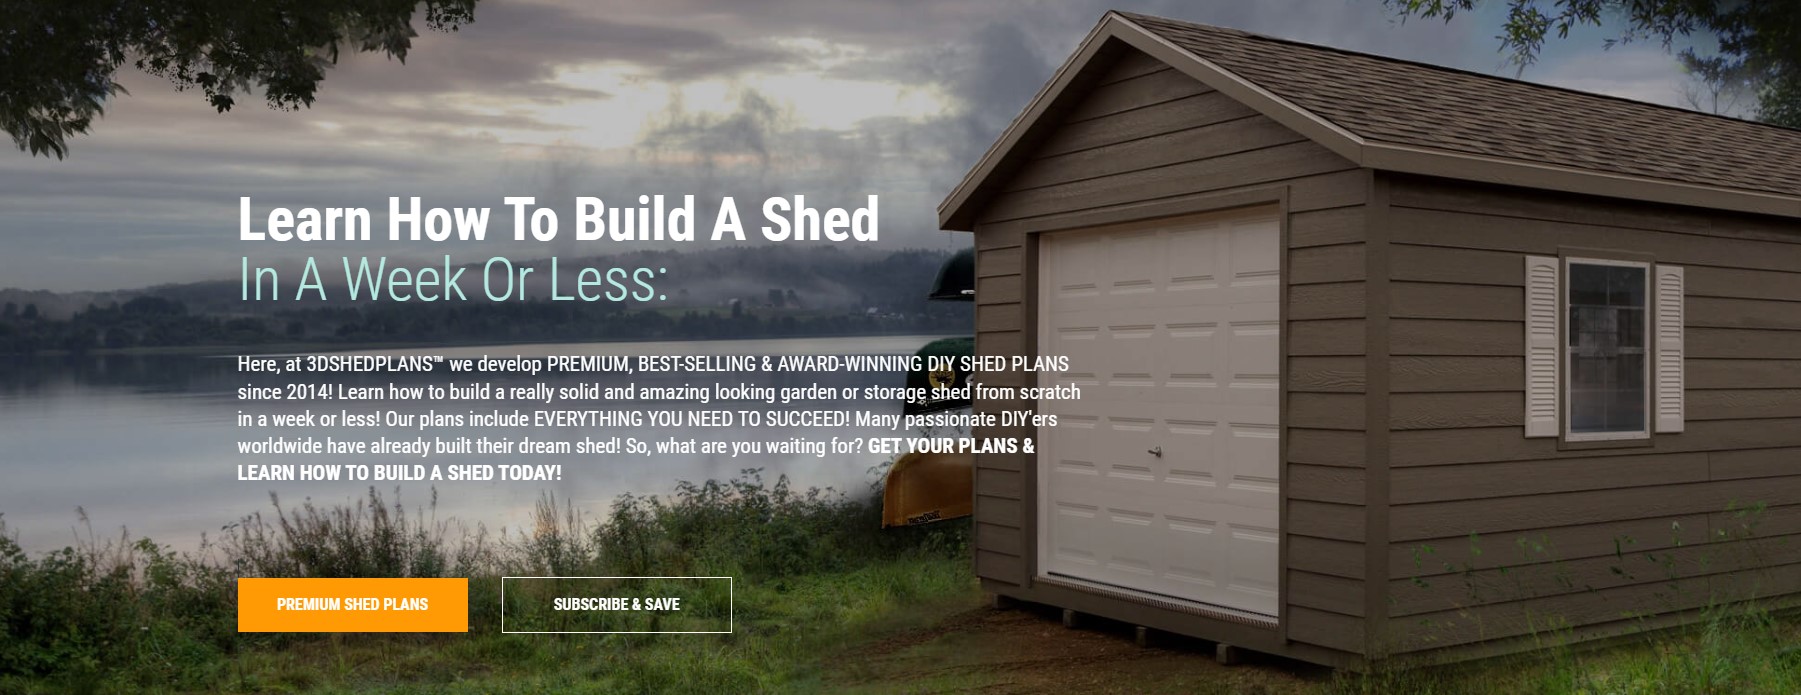 Learn How To Build A Shed
In A Week Or Less:
Here, at 3DSHEDPLANS™ we develop PREMIUM, BEST-SELLING & AWARD-WINNING DIY SHED PLANS
since 2014! Learn how to build a really solid and amazing looking garden or storage shed from scratch
in a week or less! Our plans include EVERYTHING YOU NEED TO SUCCEED! Many passionate DIY'ers
worldwide have already built their dream shed! So, what are you waiting for? GET YOUR PLANS &
LEARN HOW TO BUILD A SHED TODAY!
PREMIUM SHED PLANS
SUBSCRIBE & SAVE